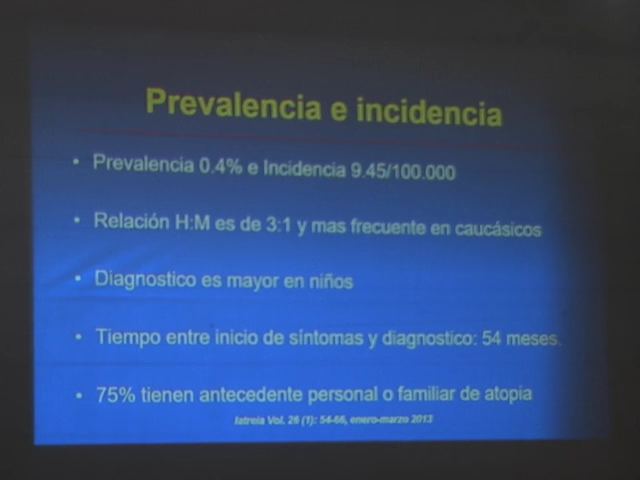 Prevalencia e incidencia
• Prevalencia 0.4% e Incidencia 9.45/100.000
• Relación H:M es de 3:1 y mas frecuente en caucásicos
• Diagnostico es mayor en niños
• Tiempo entre inicio de síntomas y diagnostico: 54 meses.
• 75% tienen antecedente personal o familiar de atopia
Iatreia Vol. 26 (1): 54-66, enero-marzo 2013